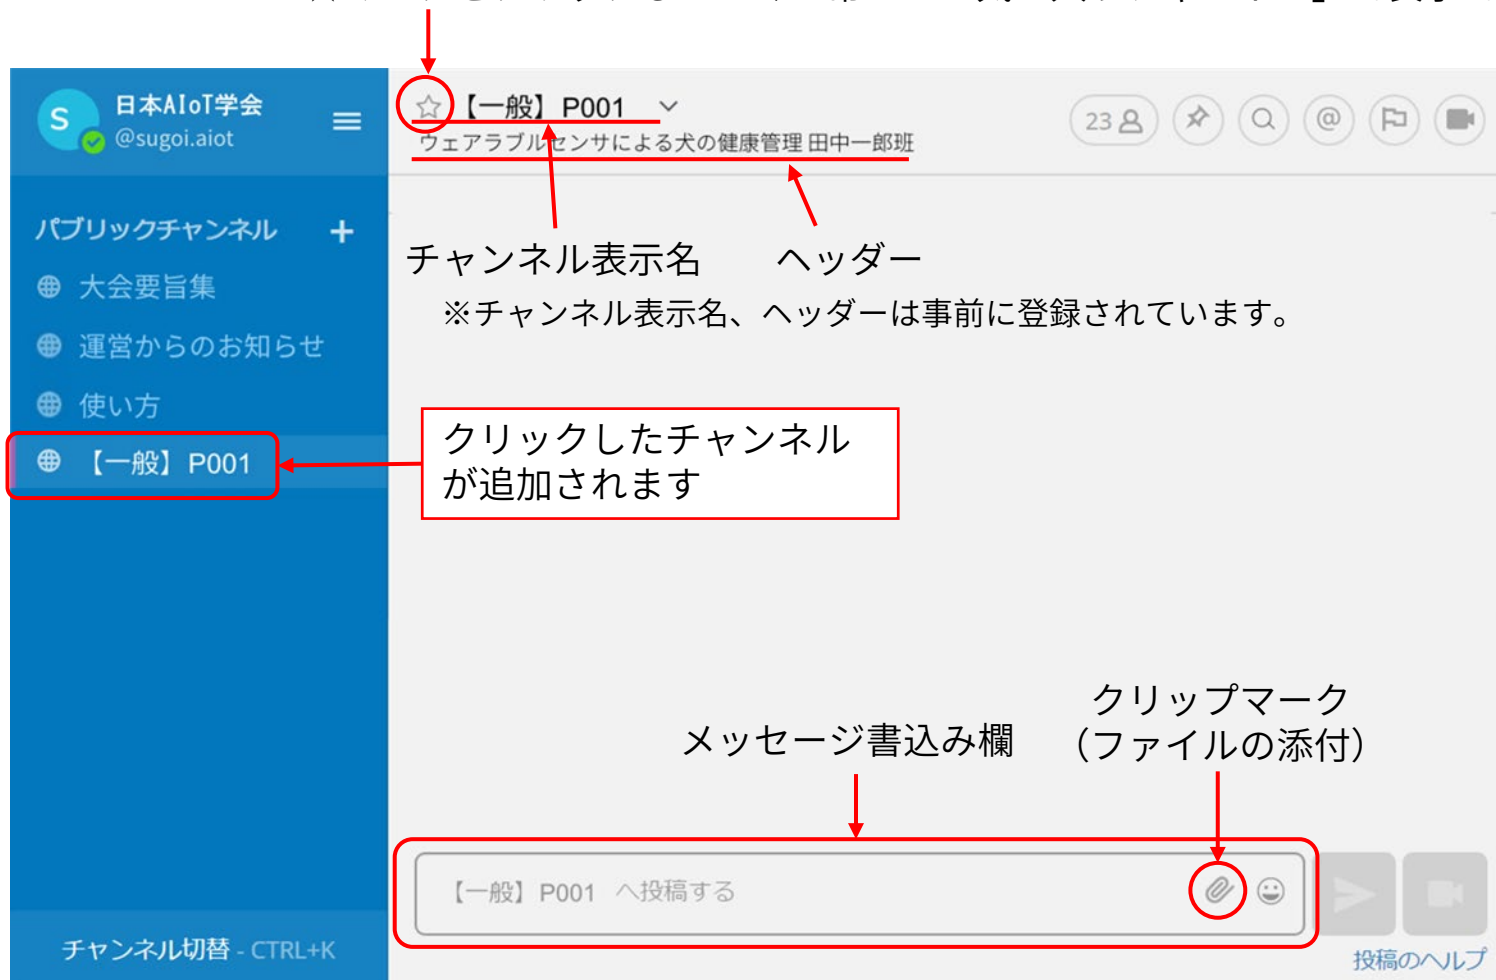 日本AIoT学会
@sugoi.aiot
パブリックチャンネル +
大会要旨集
運営からのお知らせ
使い方
【一般】P001
チャンネル切替 - CTRL+K
【一般】P001
ウェアラブルセンサによる犬の健康管理 田中一郎班
23
@
チャンネル表示名
ヘッダー
※チャンネル表示名、ヘッダーは事前に登録されています。
クリックしたチャンネル
が追加されます
メッセージ書込み欄
クリップマーク
（ファイルの添付）
【一般】P001 へ投稿する
投稿のヘルプ
S